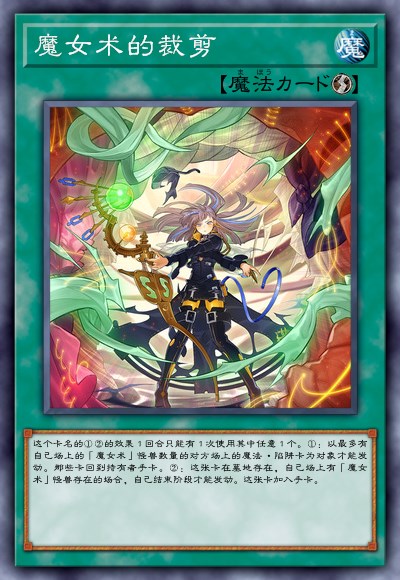 魔女术的裁剪
魔
【魔法カード】
まほう
这个卡名的①②的效果1回合只能有1次使用其中任意1个。①：以最多有
自己场上的「魔女术」怪兽数量的对方场上的魔法·陷阱卡为对象才能发
动。那些卡回到持有者手卡。②：这张卡在墓地存在，自己场上有「魔女
术」怪兽存在的场合，自己结束阶段才能发动。这张卡加入手卡。